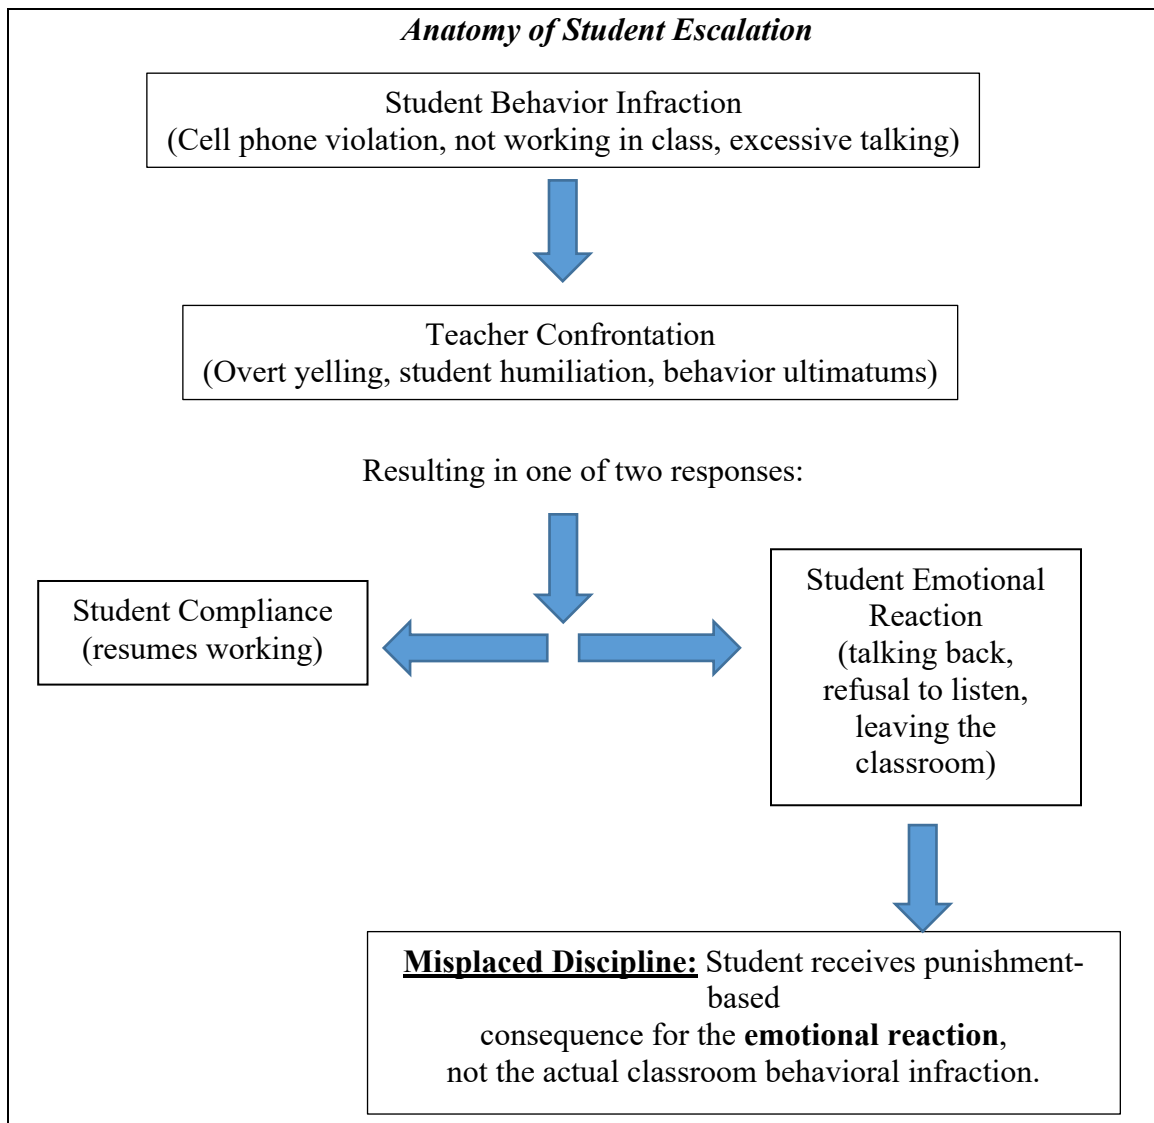 Anatomy of Student Escalation
Student Behavior Infraction
(Cell phone violation, not working in class, excessive talking)
Teacher Confrontation
(Overt yelling, student humiliation, behavior ultimatums)
Resulting in one of two responses:
Student Compliance
(resumes working)
Student Emotional
Reaction
(talking back,
refusal to listen,
leaving the
classroom)
Misplaced Discipline: Student receives punishment-
based
consequence for the emotional reaction,
not the actual classroom behavioral infraction.